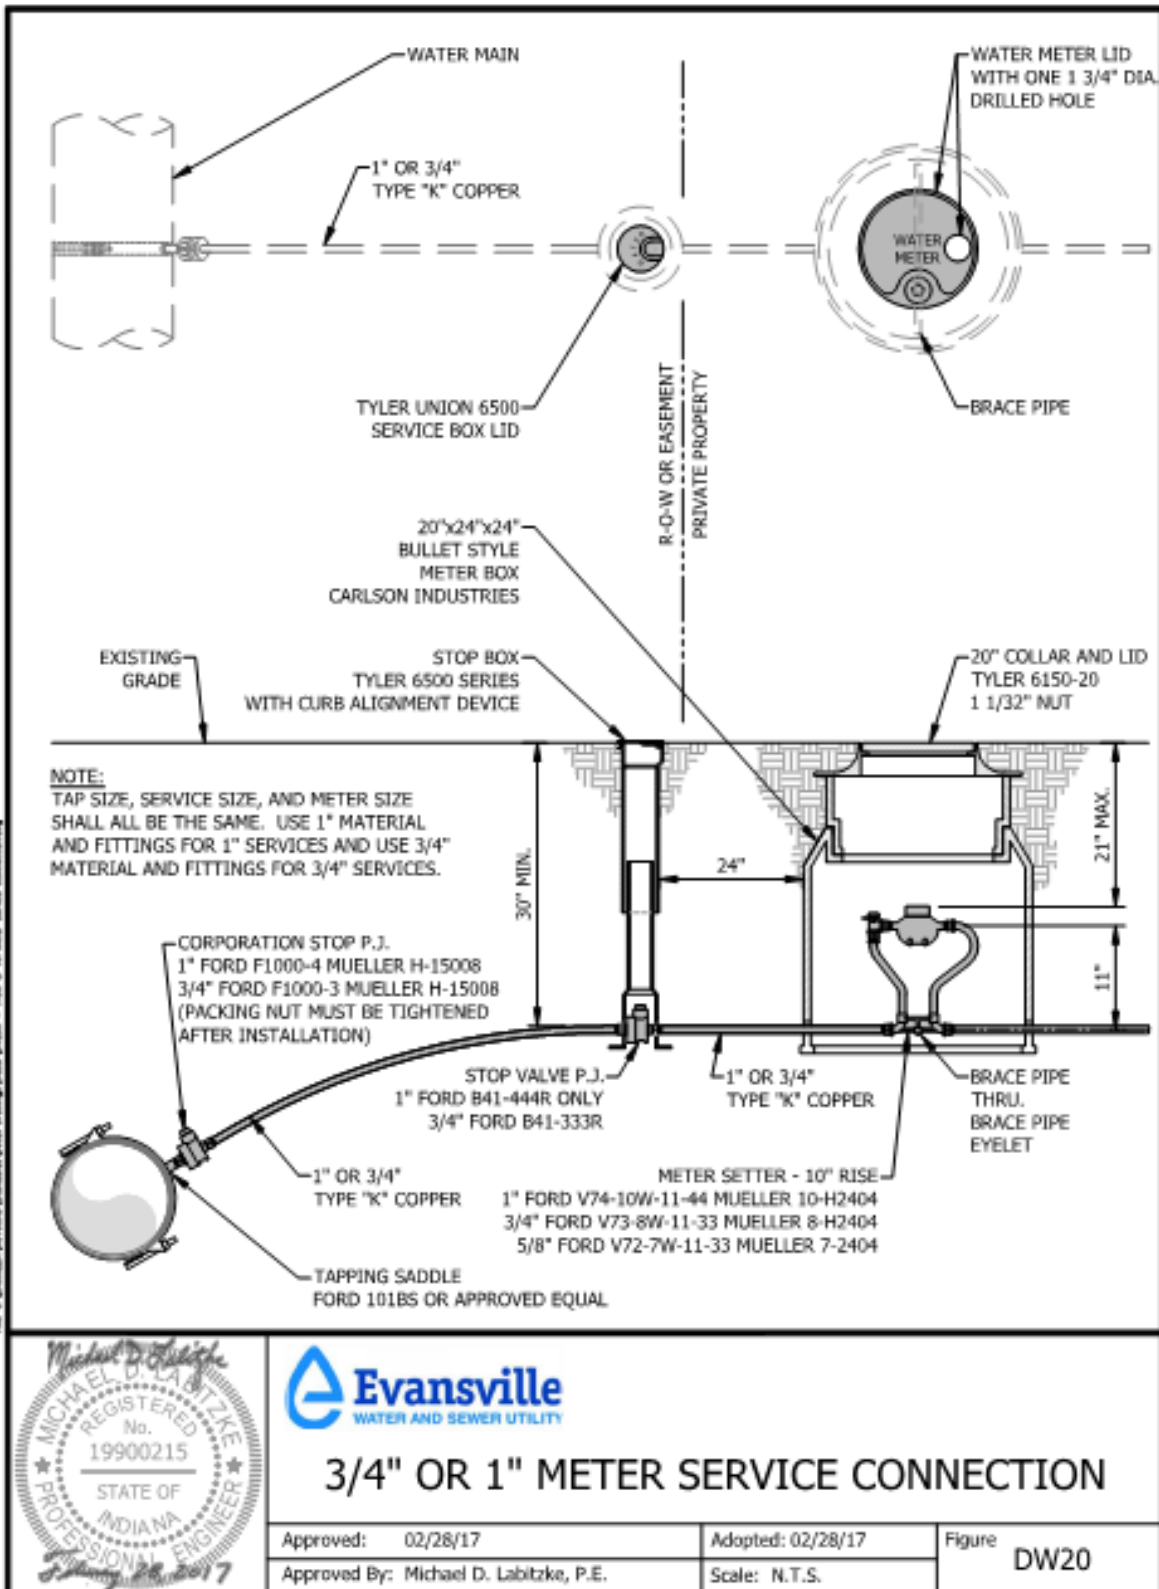 WATER MAIN
WATER METER LID
WITH ONE 1 3/4" DIA.
DRILLED HOLE
1" OR 3/4"
TYPE "K" COPPER
WATER
METER
TYLER UNION 6500
SERVICE BOX LID
BRACE PIPE
R-O-W OR EASEMENT
PRIVATE PROPERTY
20"x24"x24"
BULLET STYLE
METER BOX
CARLSON INDUSTRIES
EXISTING
GRADE
STOP BOX
TYLER 6500 SERIES
WITH CURB ALIGNMENT DEVICE
20" COLLAR AND LID
TYLER 6150-20
1 1/32" NUT
NOTE:
TAP SIZE, SERVICE SIZE, AND METER SIZE
SHALL ALL BE THE SAME. USE 1" MATERIAL
AND FITTINGS FOR 1" SERVICES AND USE 3/4"
MATERIAL AND FITTINGS FOR 3/4" SERVICES.
30" MIN.
24"
21" MAX.
11"
CORPORATION STOP P.J.
1" FORD F1000-4 MUELLER H-15008
3/4" FORD F1000-3 MUELLER H-15008
(PACKING NUT MUST BE TIGHTENED
AFTER INSTALLATION)
STOP VALVE P.J.
1" FORD B41-444R ONLY
3/4" FORD B41-333R
1" OR 3/4"
TYPE "K" COPPER
BRACE PIPE
THRU.
BRACE PIPE
EYELET
1" OR 3/4"
TYPE "K" COPPER
METER SETTER - 10" RISE
1" FORD V74-10W-11-44 MUELLER 10-H2404
3/4" FORD V73-8W-11-33 MUELLER 8-H2404
5/8" FORD V72-7W-11-33 MUELLER 7-2404
TAPPING SADDLE
FORD 101BS OR APPROVED EQUAL
Michael D. Labitzke
MICHAEL D. LABITZKE
REGISTERED
No.
19900215
STATE OF
INDIANA
PROFESSIONAL ENGINEER
February 28, 2017
Evansville
WATER AND SEWER UTILITY
3/4" OR 1" METER SERVICE CONNECTION
Approved: 02/28/17
Adopted: 02/28/17
Figure
DW20
Approved By: Michael D. Labitzke, P.E.
Scale: N.T.S.